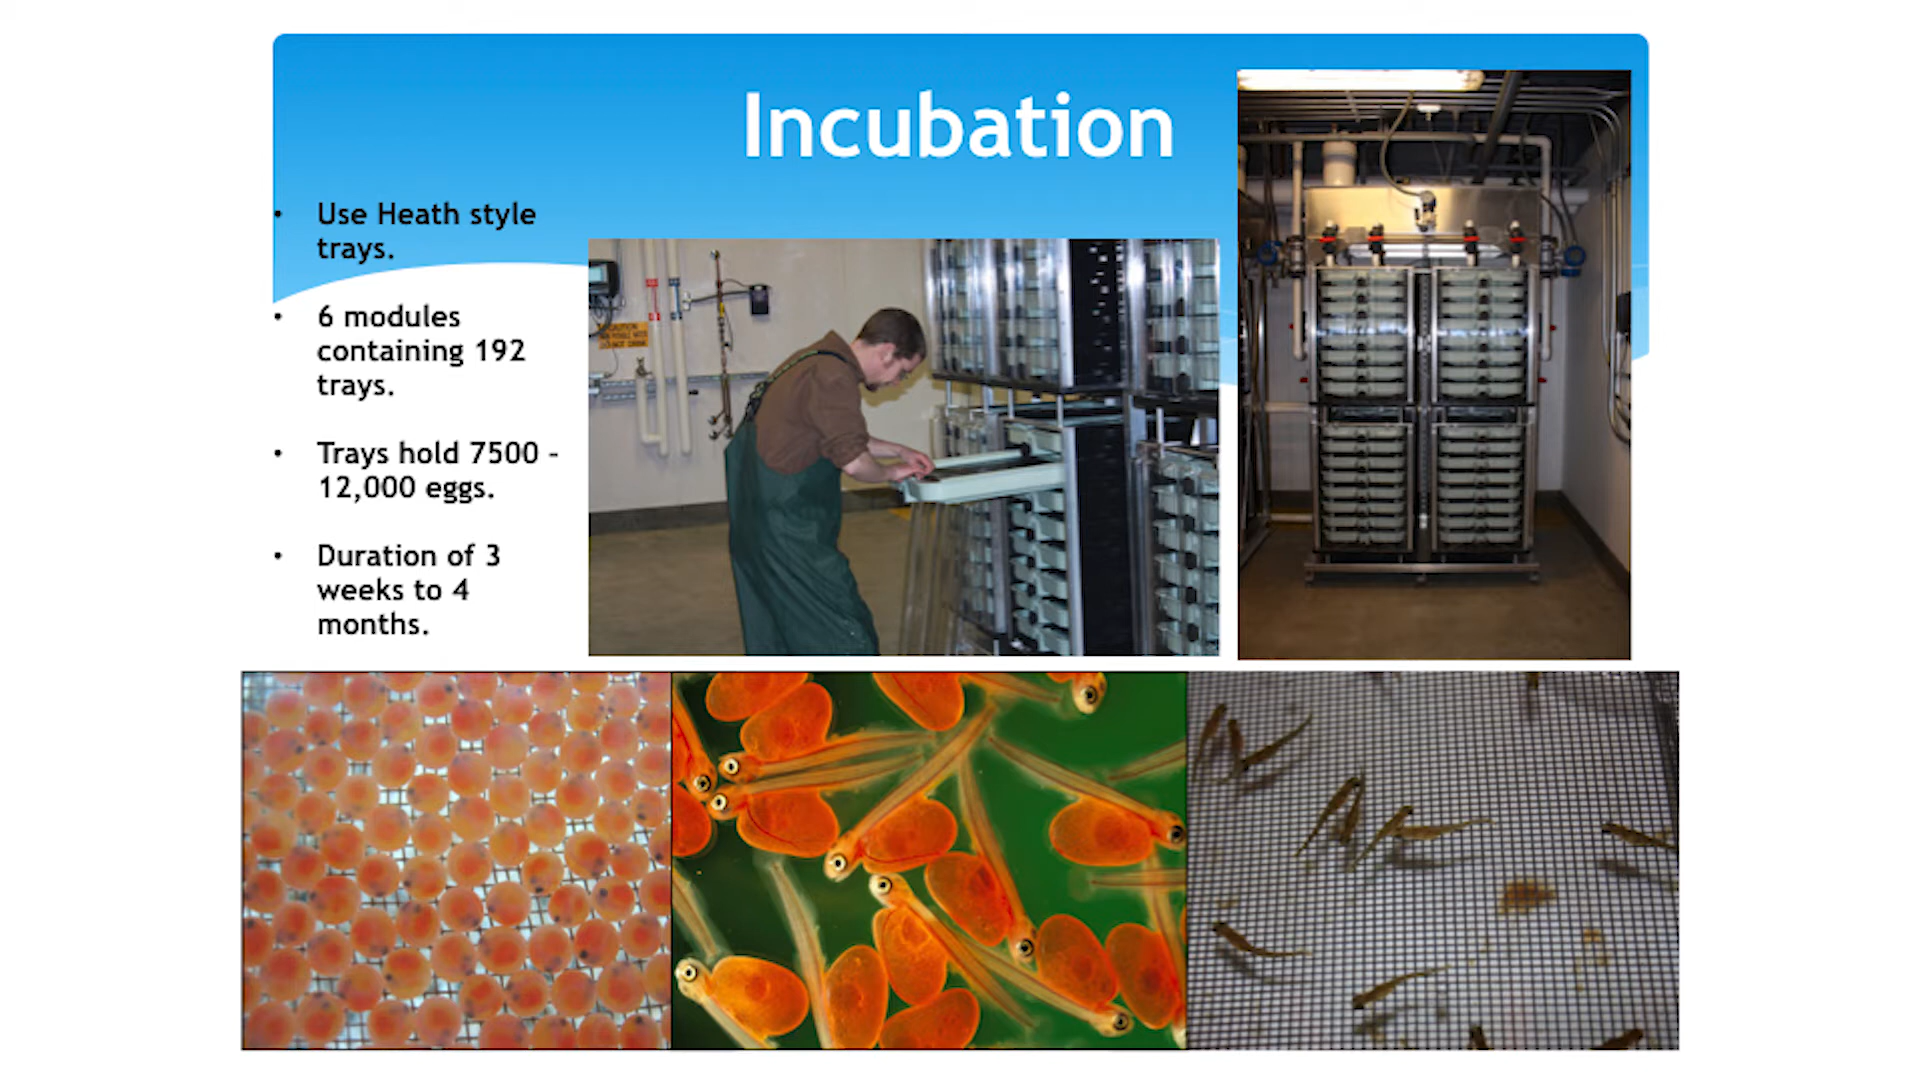 Incubation
• Use Heath style
trays.
• 6 modules
containing 192
trays.
• Trays hold 7500 –
12,000 eggs.
• Duration of 3
weeks to 4
months.
CAUTION